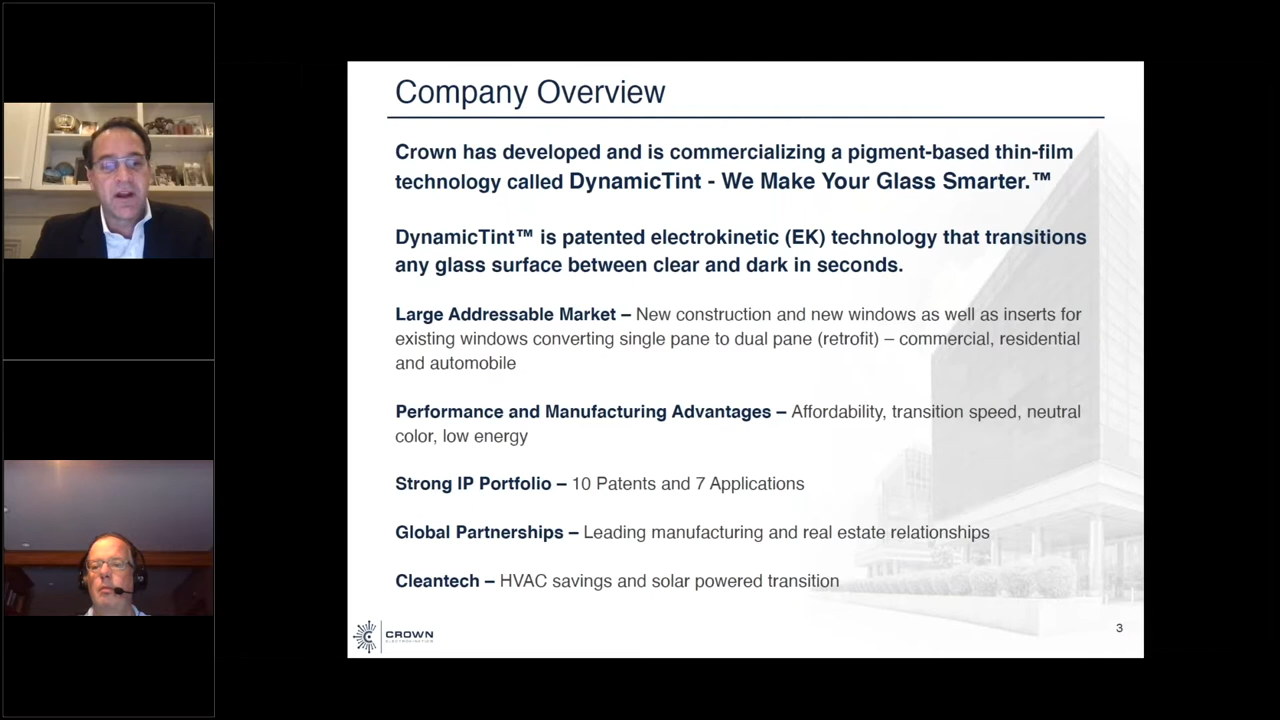 Company Overview
Crown has developed and is commercializing a pigment-based thin-film
technology called DynamicTint - We Make Your Glass Smarter.™
DynamicTint™ is patented electrokinetic (EK) technology that transitions
any glass surface between clear and dark in seconds.
Large Addressable Market – New construction and new windows as well as inserts for
existing windows converting single pane to dual pane (retrofit) – commercial, residential
and automobile
Performance and Manufacturing Advantages – Affordability, transition speed, neutral
color, low energy
Strong IP Portfolio – 10 Patents and 7 Applications
Global Partnerships – Leading manufacturing and real estate relationships
Cleantech – HVAC savings and solar powered transition
CROWN
3